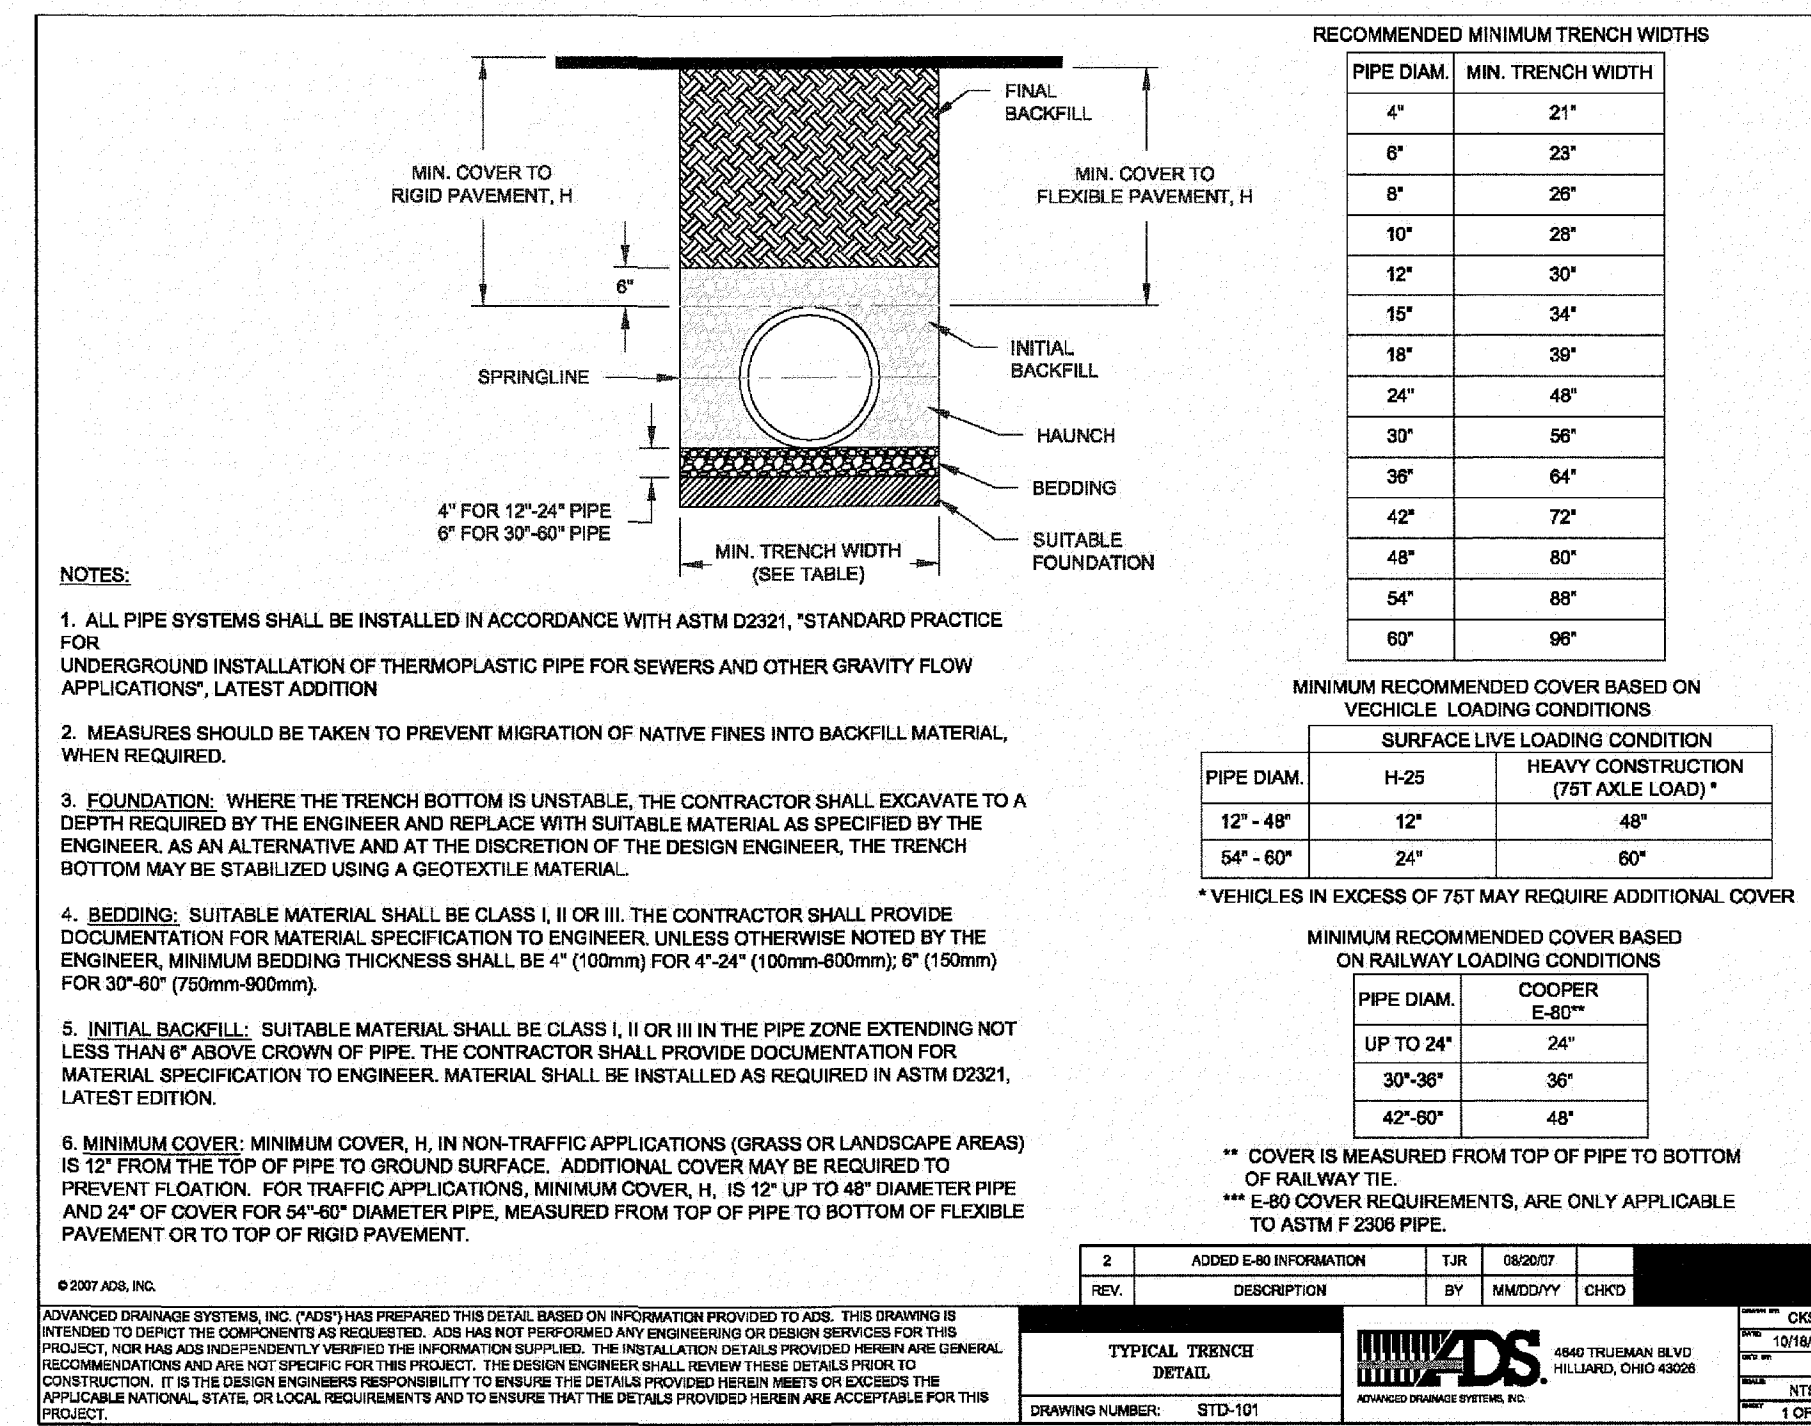 RECOMMENDED MINIMUM TRENCH WIDTHS
PIPE DIAM. MIN. TRENCH WIDTH
4" 21"
6" 23"
8" 26"
10" 28"
12" 30"
15" 34"
18" 39"
24" 48"
30" 56"
36" 64"
42" 72"
48" 80"
54" 88"
60" 96"
FINAL
BACKFILL
MIN. COVER TO
RIGID PAVEMENT, H
MIN. COVER TO
FLEXIBLE PAVEMENT, H
6"
INITIAL
BACKFILL
SPRINGLINE
HAUNCH
BEDDING
4" FOR 12"-24" PIPE
6" FOR 30"-60" PIPE
SUITABLE
FOUNDATION
MIN. TRENCH WIDTH
(SEE TABLE)
NOTES:
1. ALL PIPE SYSTEMS SHALL BE INSTALLED IN ACCORDANCE WITH ASTM D2321, "STANDARD PRACTICE
FOR
UNDERGROUND INSTALLATION OF THERMOPLASTIC PIPE FOR SEWERS AND OTHER GRAVITY FLOW
APPLICATIONS", LATEST ADDITION
2. MEASURES SHOULD BE TAKEN TO PREVENT MIGRATION OF NATIVE FINES INTO BACKFILL MATERIAL,
WHEN REQUIRED.
3. FOUNDATION: WHERE THE TRENCH BOTTOM IS UNSTABLE, THE CONTRACTOR SHALL EXCAVATE TO A
DEPTH REQUIRED BY THE ENGINEER AND REPLACE WITH SUITABLE MATERIAL AS SPECIFIED BY THE
ENGINEER. AS AN ALTERNATIVE AND AT THE DISCRETION OF THE DESIGN ENGINEER, THE TRENCH
BOTTOM MAY BE STABILIZED USING A GEOTEXTILE MATERIAL.
4. BEDDING: SUITABLE MATERIAL SHALL BE CLASS I, II OR III. THE CONTRACTOR SHALL PROVIDE
DOCUMENTATION FOR MATERIAL SPECIFICATION TO ENGINEER. UNLESS OTHERWISE NOTED BY THE
ENGINEER, MINIMUM BEDDING THICKNESS SHALL BE 4" (100mm) FOR 4"-24" (100mm-600mm); 6" (150mm)
FOR 30"-60" (750mm-900mm).
5. INITIAL BACKFILL: SUITABLE MATERIAL SHALL BE CLASS I, II OR III IN THE PIPE ZONE EXTENDING NOT
LESS THAN 6" ABOVE CROWN OF PIPE. THE CONTRACTOR SHALL PROVIDE DOCUMENTATION FOR
MATERIAL SPECIFICATION TO ENGINEER. MATERIAL SHALL BE INSTALLED AS REQUIRED IN ASTM D2321,
LATEST EDITION.
6. MINIMUM COVER: MINIMUM COVER, H, IN NON-TRAFFIC APPLICATIONS (GRASS OR LANDSCAPE AREAS)
IS 12" FROM THE TOP OF PIPE TO GROUND SURFACE. ADDITIONAL COVER MAY BE REQUIRED TO
PREVENT FLOATION. FOR TRAFFIC APPLICATIONS, MINIMUM COVER, H, IS 12" UP TO 48" DIAMETER PIPE
AND 24" OF COVER FOR 54"-60" DIAMETER PIPE, MEASURED FROM TOP OF PIPE TO BOTTOM OF FLEXIBLE
PAVEMENT OR TO TOP OF RIGID PAVEMENT.
© 2007 ADS, INC.
MINIMUM RECOMMENDED COVER BASED ON
VECHICLE LOADING CONDITIONS
SURFACE LIVE LOADING CONDITION
PIPE DIAM. H-25 HEAVY CONSTRUCTION
(75T AXLE LOAD) *
12" - 48" 12" 48"
54" - 60" 24" 60"
* VEHICLES IN EXCESS OF 75T MAY REQUIRE ADDITIONAL COVER
MINIMUM RECOMMENDED COVER BASED
ON RAILWAY LOADING CONDITIONS
PIPE DIAM. COOPER
E-80**
UP TO 24" 24"
30"-36" 36"
42"-60" 48"
** COVER IS MEASURED FROM TOP OF PIPE TO BOTTOM
OF RAILWAY TIE.
*** E-80 COVER REQUIREMENTS, ARE ONLY APPLICABLE
TO ASTM F 2306 PIPE.
2 ADDED E-80 INFORMATION TJR 08/20/07
REV. DESCRIPTION BY MM/DD/YY CHK'D
ADVANCED DRAINAGE SYSTEMS, INC. ("ADS") HAS PREPARED THIS DETAIL BASED ON INFORMATION PROVIDED TO ADS. THIS DRAWING IS
INTENDED TO DEPICT THE COMPONENTS AS REQUESTED. ADS HAS NOT PERFORMED ANY ENGINEERING OR DESIGN SERVICES FOR THIS
PROJECT, NOR HAS ADS INDEPENDENTLY VERIFIED THE INFORMATION SUPPLIED. THE INSTALLATION DETAILS PROVIDED HEREIN ARE GENERAL
RECOMMENDATIONS AND ARE NOT SPECIFIC FOR THIS PROJECT. THE DESIGN ENGINEER SHALL REVIEW THESE DETAILS PRIOR TO
CONSTRUCTION. IT IS THE DESIGN ENGINEERS RESPONSIBILITY TO ENSURE THE DETAILS PROVIDED HEREIN MEETS OR EXCEEDS THE
APPLICABLE NATIONAL, STATE, OR LOCAL REQUIREMENTS AND TO ENSURE THAT THE DETAILS PROVIDED HEREIN ARE ACCEPTABLE FOR THIS
PROJECT.
TYPICAL TRENCH
DETAIL
DRAWING NUMBER: STD-101
ADS.
ADVANCED DRAINAGE SYSTEMS, INC.
4640 TRUEMAN BLVD
HILLIARD, OHIO 43026
CKS
10/18/
NTS
1 OF